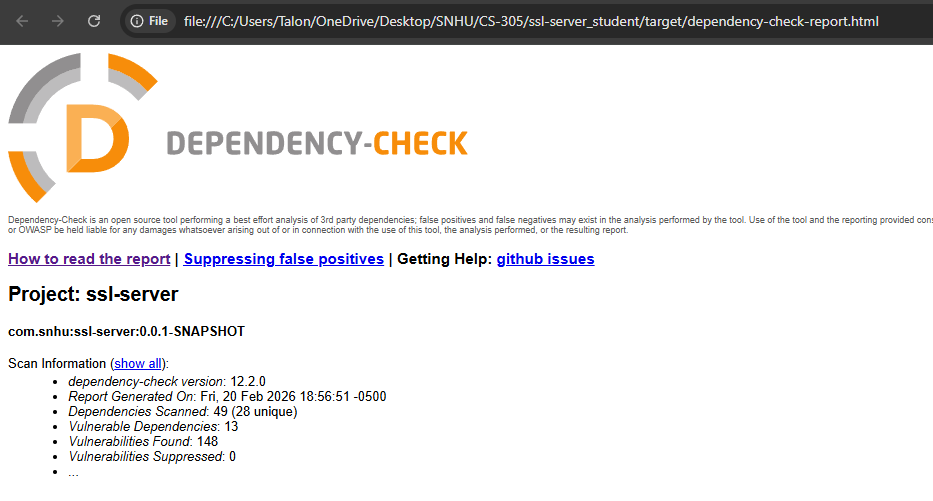 File file:///C:/Users/Talon/OneDrive/Desktop/SNHU/CS-305/ssl-server_student/target/dependency-check-report.html
DEPENDENCY-CHECK
Dependency-Check is an open source tool performing a best effort analysis of 3rd party dependencies; false positives and false negatives may exist in the analysis performed by the tool. Use of the tool and the reporting provided
or OWASP be held liable for any damages whatsoever arising out of or in connection with the use of this tool, the analysis performed, or the resulting report.
How to read the report | Suppressing false positives | Getting Help: github issues
Project: ssl-server
com.snhu:ssl-server:0.0.1-SNAPSHOT
Scan Information (show all):
• dependency-check version: 12.2.0
• Report Generated On: Fri, 20 Feb 2026 18:56:51 -0500
• Dependencies Scanned: 49 (28 unique)
• Vulnerable Dependencies: 13
• Vulnerabilities Found: 148
• Vulnerabilities Suppressed: 0
• ...